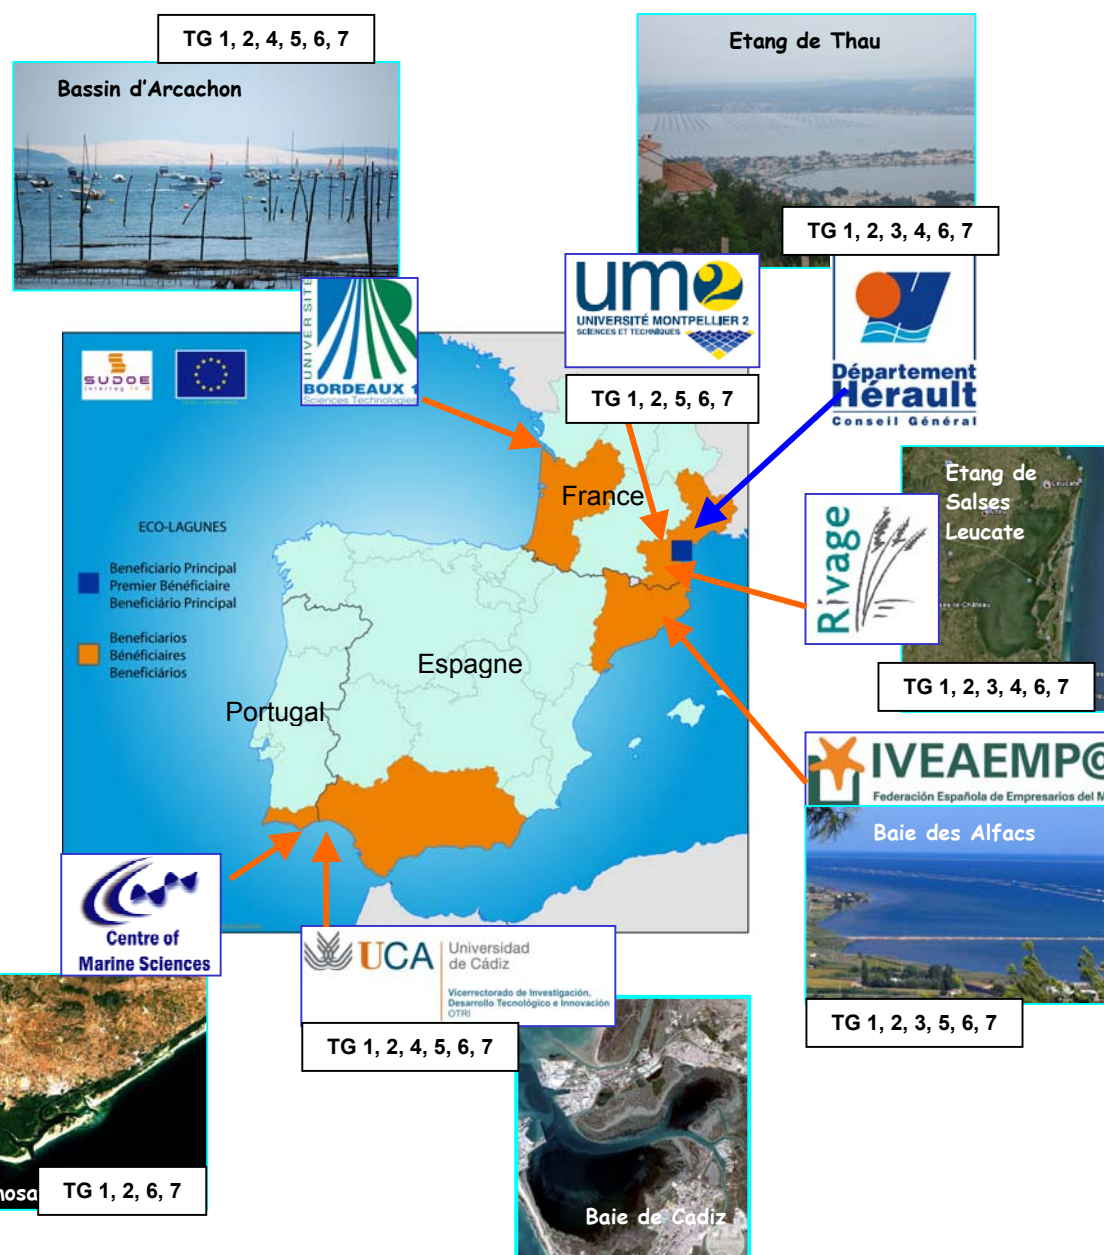 TG 1, 2, 4, 5, 6, 7
Bassin d'Arcachon
Etang de Thau
TG 1, 2, 3, 4, 6, 7
UNIVERSITÉ
BORDEAUX 1
Sciences Technologies
um2
UNIVERSITÉ MONTPELLIER 2
SCIENCES ET TECHNIQUES
TG 1, 2, 5, 6, 7
Département
Hérault
Conseil Général
SUDOE
ECO-LAGUNES
Beneficiario Principal
Premier Bénéficiaire
Beneficiário Principal
Beneficiarios
Bénéficiaires
Beneficiários
France
Espagne
Portugal
Rivage
Etang de
Salses
Leucate
Leucate
TG 1, 2, 3, 4, 6, 7
IVEAEMP@
Federación Española de Empresarios del M
Baie des Alfacs
TG 1, 2, 3, 5, 6, 7
Centre of
Marine Sciences
TG 1, 2, 6, 7
UCA
Universidad
de Cádiz
Vicerrectorado de Investigación,
Desarrollo Tecnológico e Innovación
OTRI
TG 1, 2, 4, 5, 6, 7
Baie de Cadiz